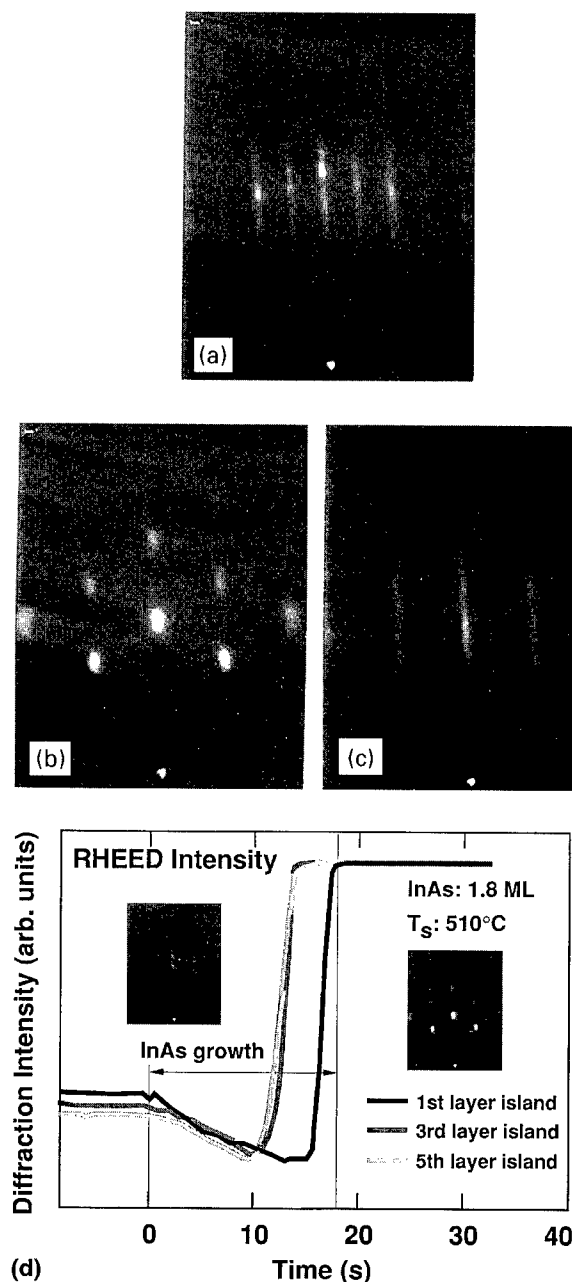 (a)
(b)
(c)
RHEED Intensity
InAs: 1.8 ML
Ts: 510°C
InAs growth
1st layer island
3rd layer island
5th layer island
Diffraction Intensity (arb. units)
0
10
20
30
40
Time (s)
(d)